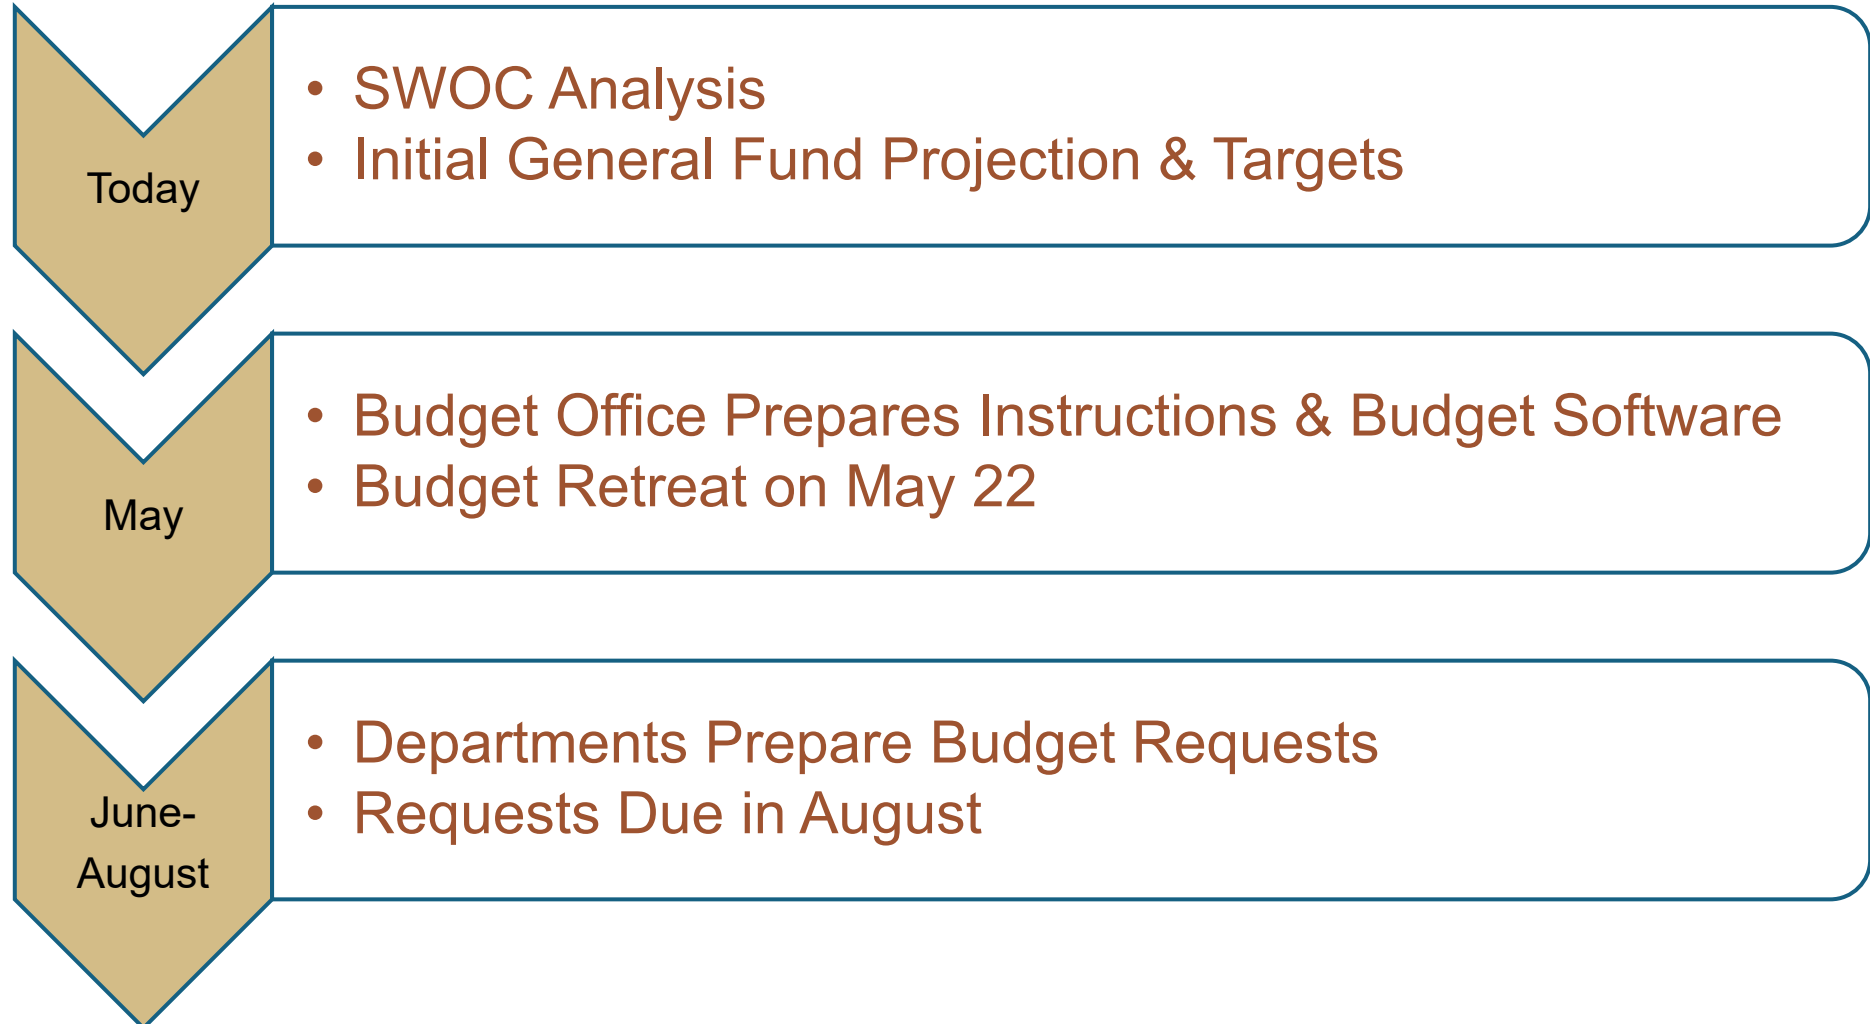 Today
• SWOC Analysis
• Initial General Fund Projection & Targets
May
• Budget Office Prepares Instructions & Budget Software
• Budget Retreat on May 22
June-
August
• Departments Prepare Budget Requests
• Requests Due in August